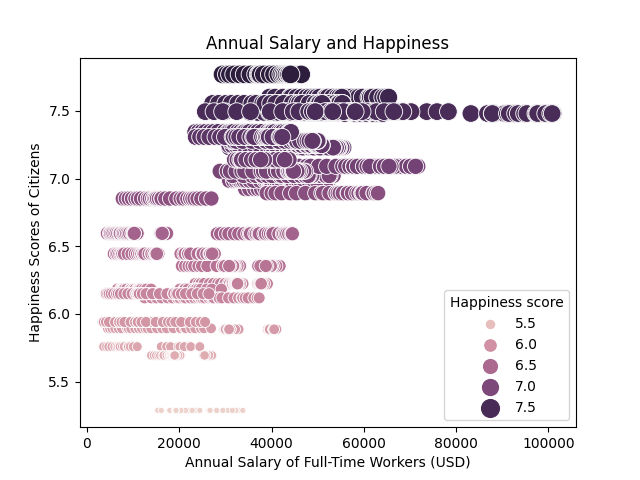 Annual Salary and Happiness
Happiness Scores of Citizens
7.5
7.0
6.5
6.0
5.5
Happiness score
5.5
6.0
6.5
7.0
7.5
0 20000 40000 60000 80000 100000
Annual Salary of Full-Time Workers (USD)